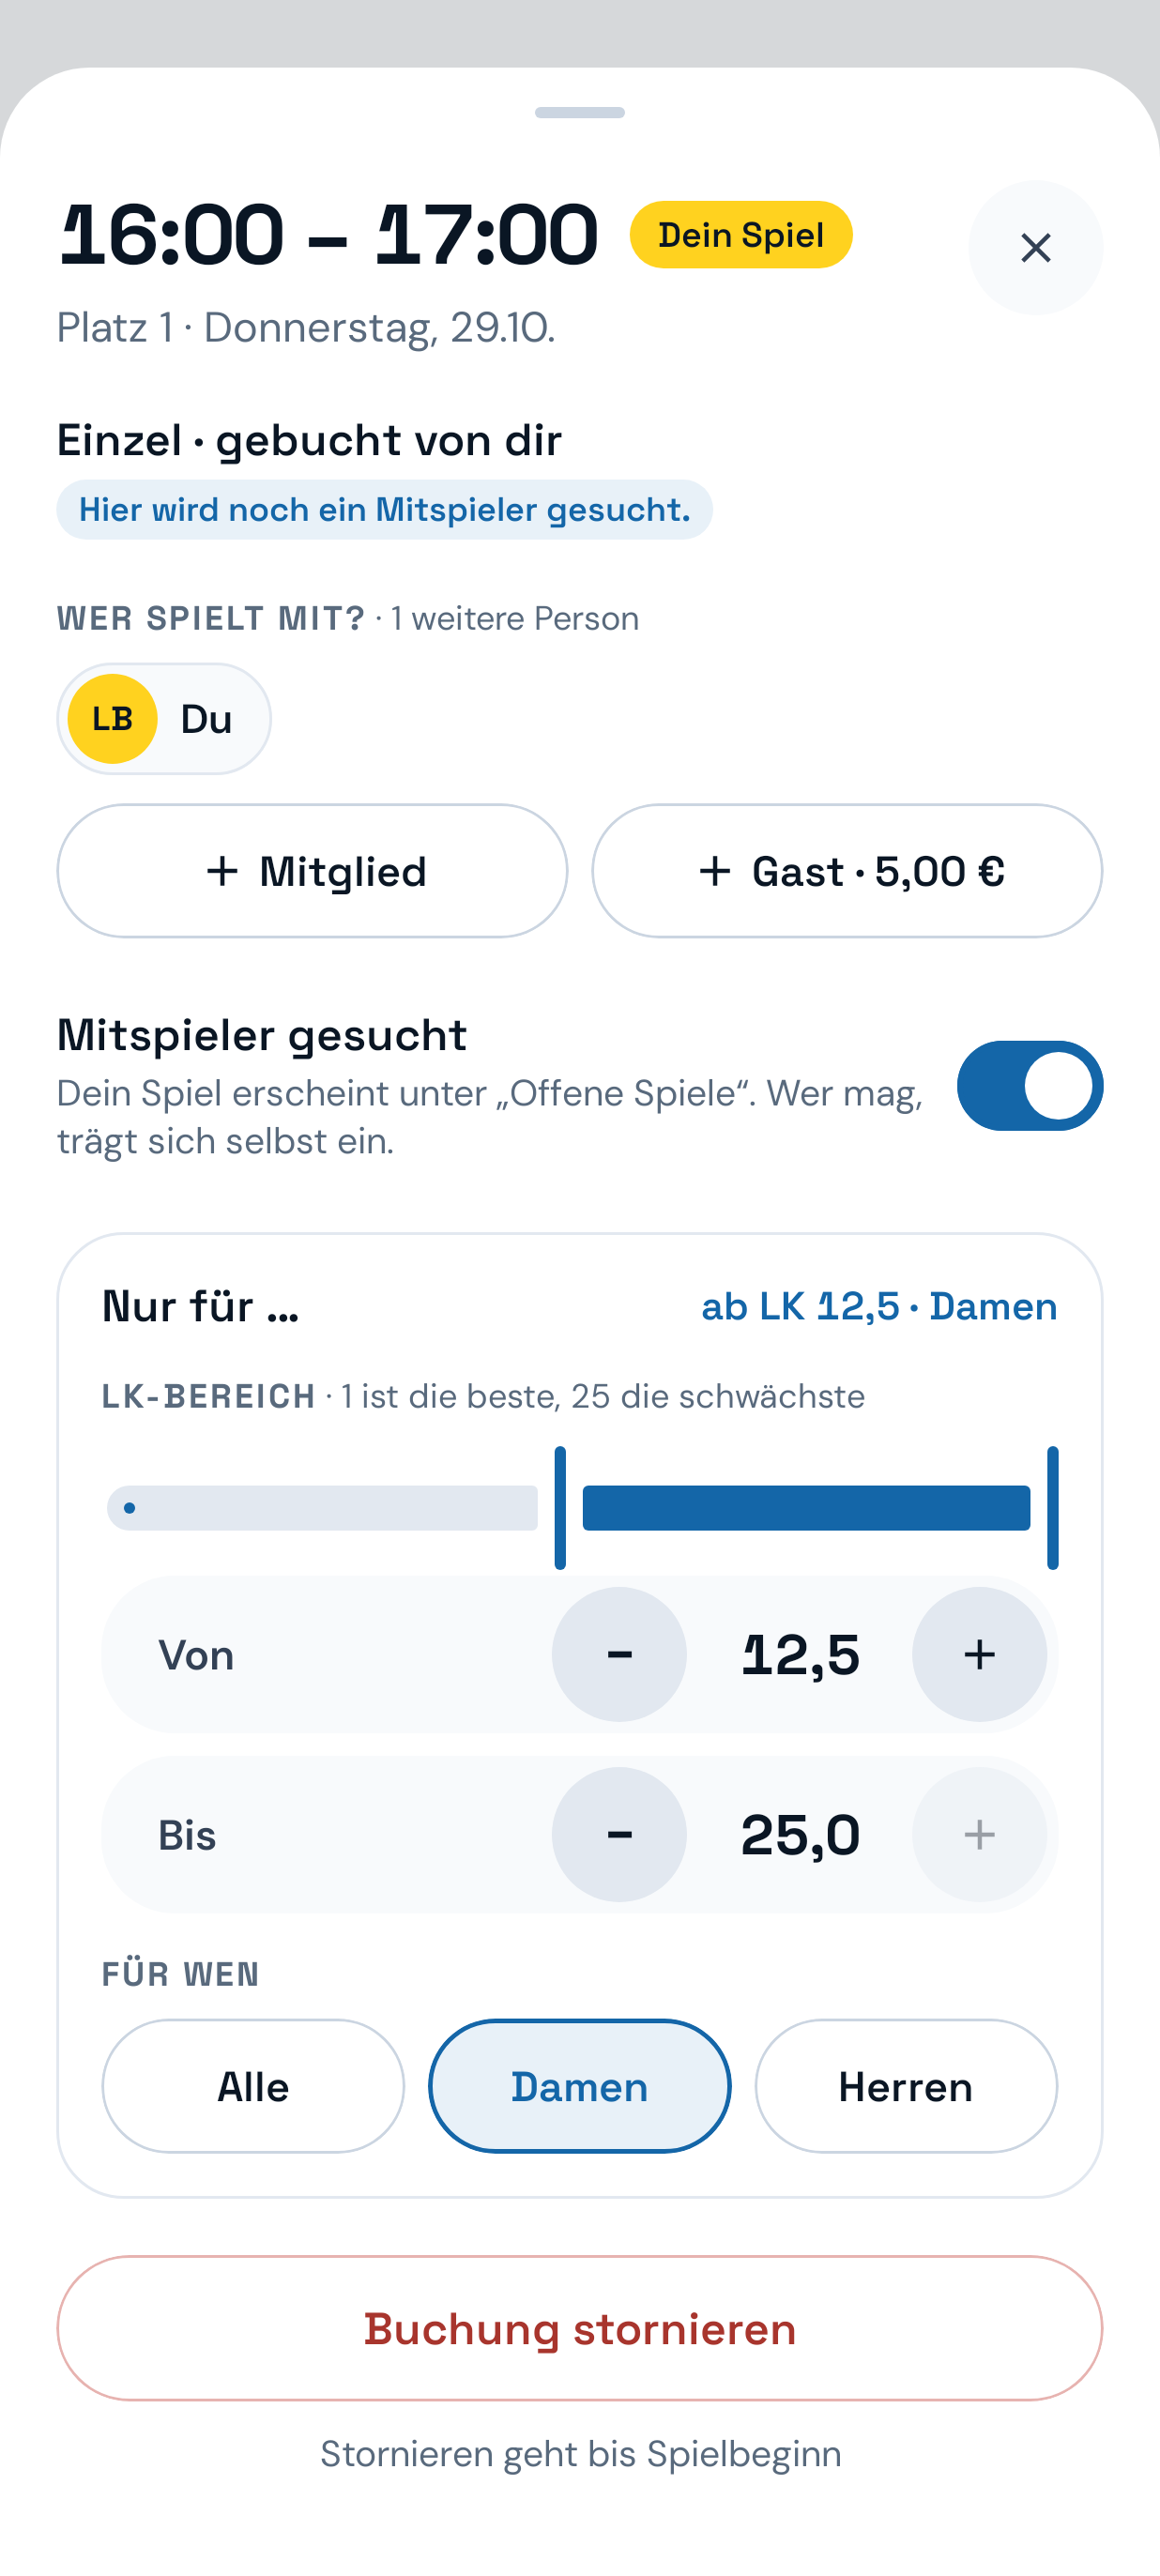 16:00 – 17:00 Dein Spiel
Platz 1 · Donnerstag, 29.10.
Einzel · gebucht von dir
Hier wird noch ein Mitspieler gesucht.
WER SPIELT MIT? · 1 weitere Person
LB Du
+ Mitglied
+ Gast · 5,00 €
Mitspieler gesucht
Dein Spiel erscheint unter „Offene Spiele“. Wer mag,
trägt sich selbst ein.
Nur für ... ab LK 12,5 · Damen
LK-BEREICH · 1 ist die beste, 25 die schwächste
Von − 12,5 +
Bis − 25,0 +
FÜR WEN
Alle Damen Herren
Buchung stornieren
Stornieren geht bis Spielbeginn